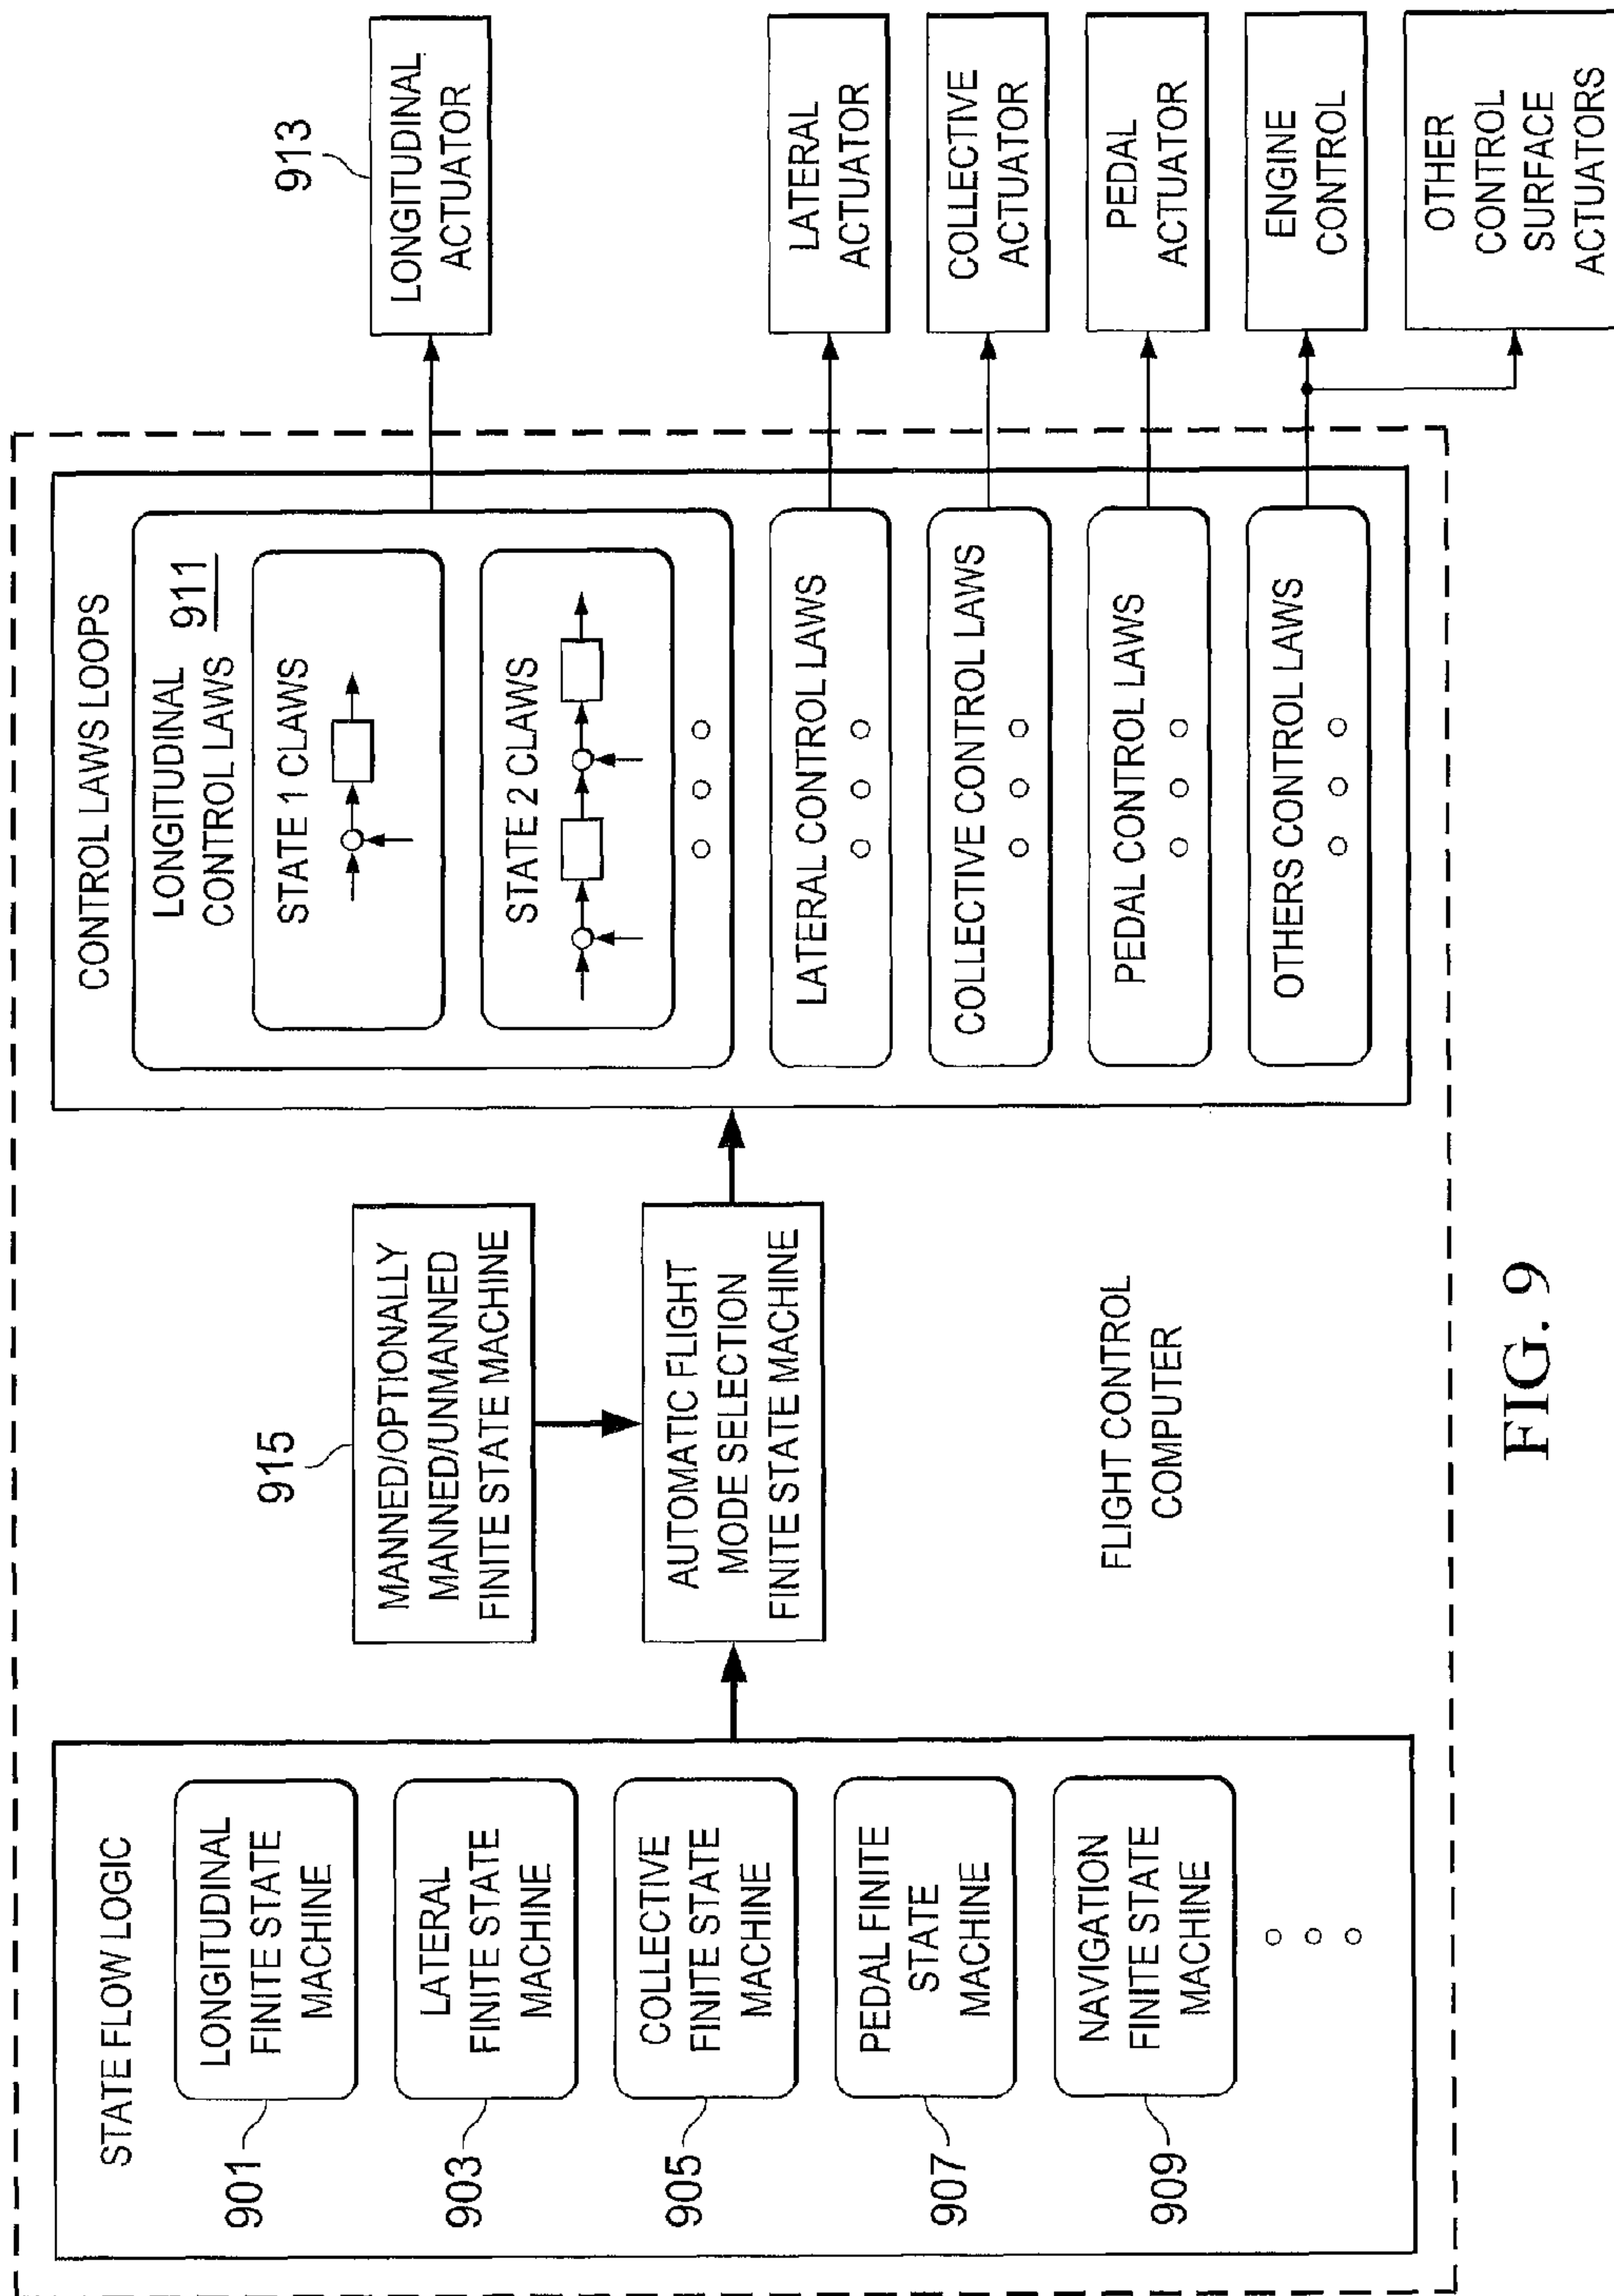 STATE FLOW LOGIC
901
LONGITUDINAL
FINITE STATE
MACHINE
903
LATERAL
FINITE STATE
MACHINE
905
COLLECTIVE
FINITE STATE
MACHINE
907
PEDAL FINITE
STATE
MACHINE
909
NAVIGATION
FINITE STATE
MACHINE
915
MANNED/OPTIONALLY
MANNED/UNMANNED
FINITE STATE MACHINE
AUTOMATIC FLIGHT
MODE SELECTION
FINITE STATE MACHINE
FLIGHT CONTROL
COMPUTER
CONTROL LAWS LOOPS
LONGITUDINAL
CONTROL LAWS
911
STATE 1 CLAWS
STATE 2 CLAWS
LATERAL CONTROL LAWS
COLLECTIVE CONTROL LAWS
PEDAL CONTROL LAWS
OTHERS CONTROL LAWS
913
LONGITUDINAL
ACTUATOR
LATERAL
ACTUATOR
COLLECTIVE
ACTUATOR
PEDAL
ACTUATOR
ENGINE
CONTROL
OTHER
CONTROL
SURFACE
ACTUATORS
FIG. 9